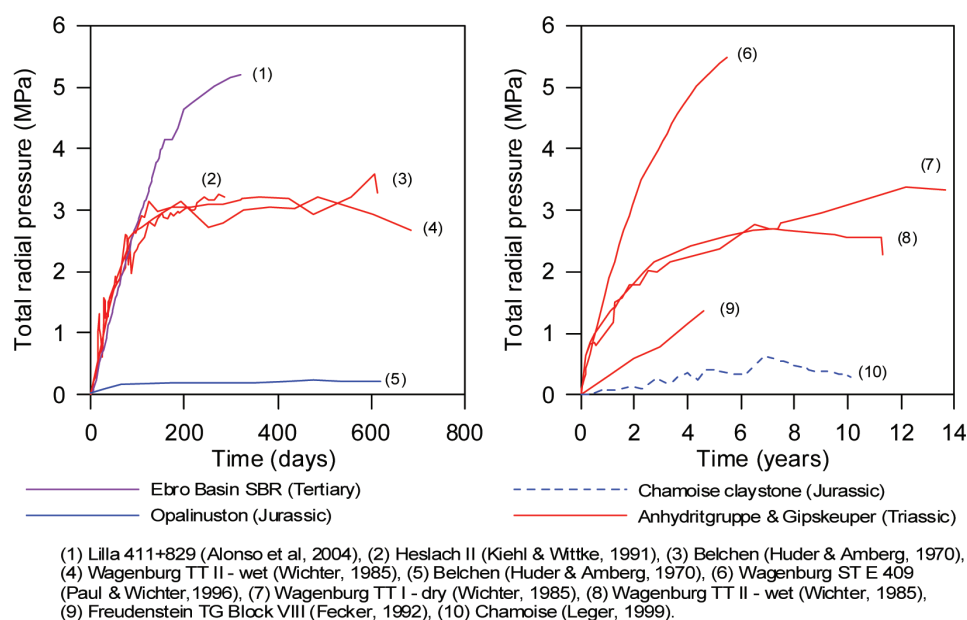 Total radial pressure (MPa)
6
5
4
3
2
1
0
(1)
(2)
(3)
(4)
(5)
0 200 400 600 800
Time (days)
Total radial pressure (MPa)
6
5
4
3
2
1
0
(6)
(7)
(8)
(9)
(10)
0 2 4 6 8 10 12 14
Time (years)
Ebro Basin SBR (Tertiary)
Opalinuston (Jurassic)
Chamoise claystone (Jurassic)
Anhydritgruppe & Gipskeuper (Triassic)
(1) Lilla 411+829 (Alonso et al, 2004), (2) Heslach II (Kiehl & Wittke, 1991), (3) Belchen (Huder & Amberg, 1970),
(4) Wagenburg TT II - wet (Wichter, 1985), (5) Belchen (Huder & Amberg, 1970), (6) Wagenburg ST E 409
(Paul & Wichter, 1996), (7) Wagenburg TT I - dry (Wichter, 1985), (8) Wagenburg TT II - wet (Wichter, 1985),
(9) Freudenstein TG Block VIII (Fecker, 1992), (10) Chamoise (Leger, 1999).